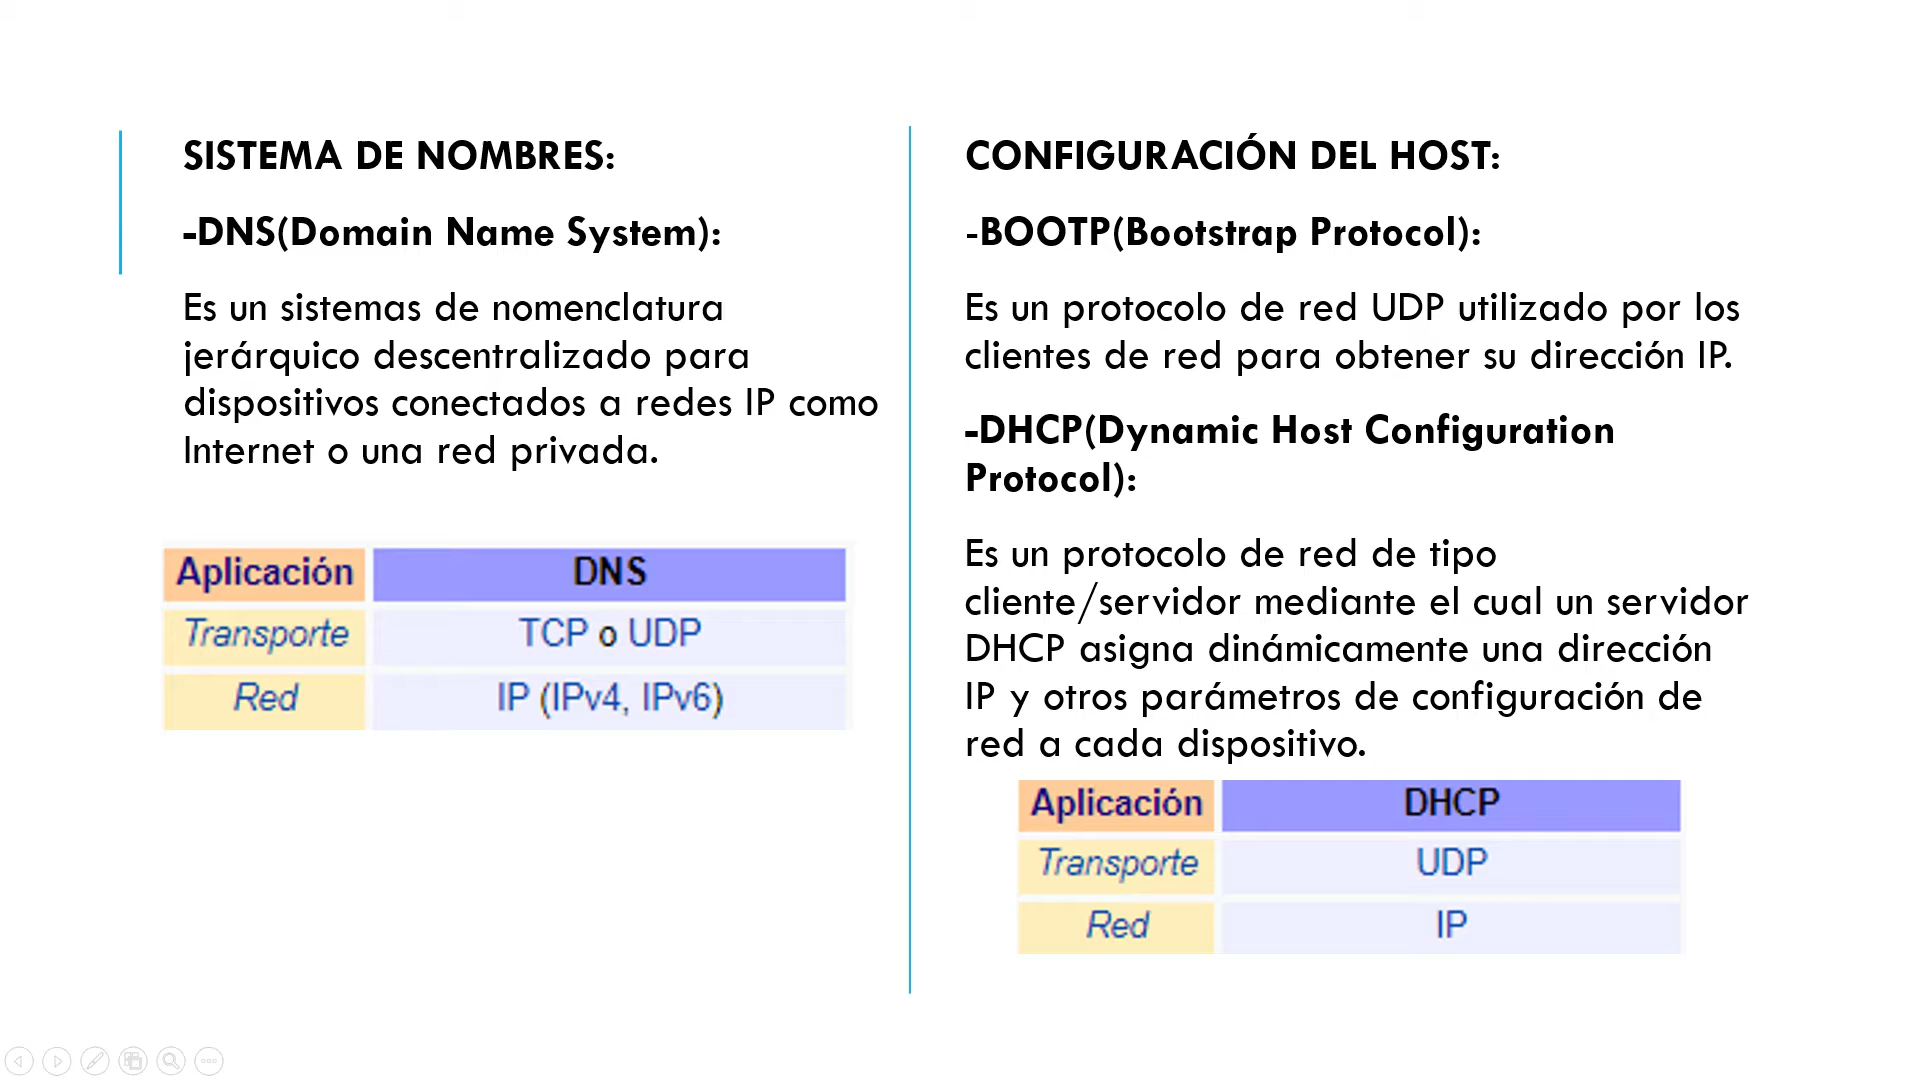 SISTEMA DE NOMBRES:
-DNS(Domain Name System):
Es un sistemas de nomenclatura
jerárquico descentralizado para
dispositivos conectados a redes IP como
Internet o una red privada.
Aplicación DNS
Transporte TCP o UDP
Red IP (IPv4, IPv6)
CONFIGURACIÓN DEL HOST:
-BOOTP(Bootstrap Protocol):
Es un protocolo de red UDP utilizado por los
clientes de red para obtener su dirección IP.
-DHCP(Dynamic Host Configuration
Protocol):
Es un protocolo de red de tipo
cliente/servidor mediante el cual un servidor
DHCP asigna dinámicamente una dirección
IP y otros parámetros de configuración de
red a cada dispositivo.
Aplicación DHCP
Transporte UDP
Red IP